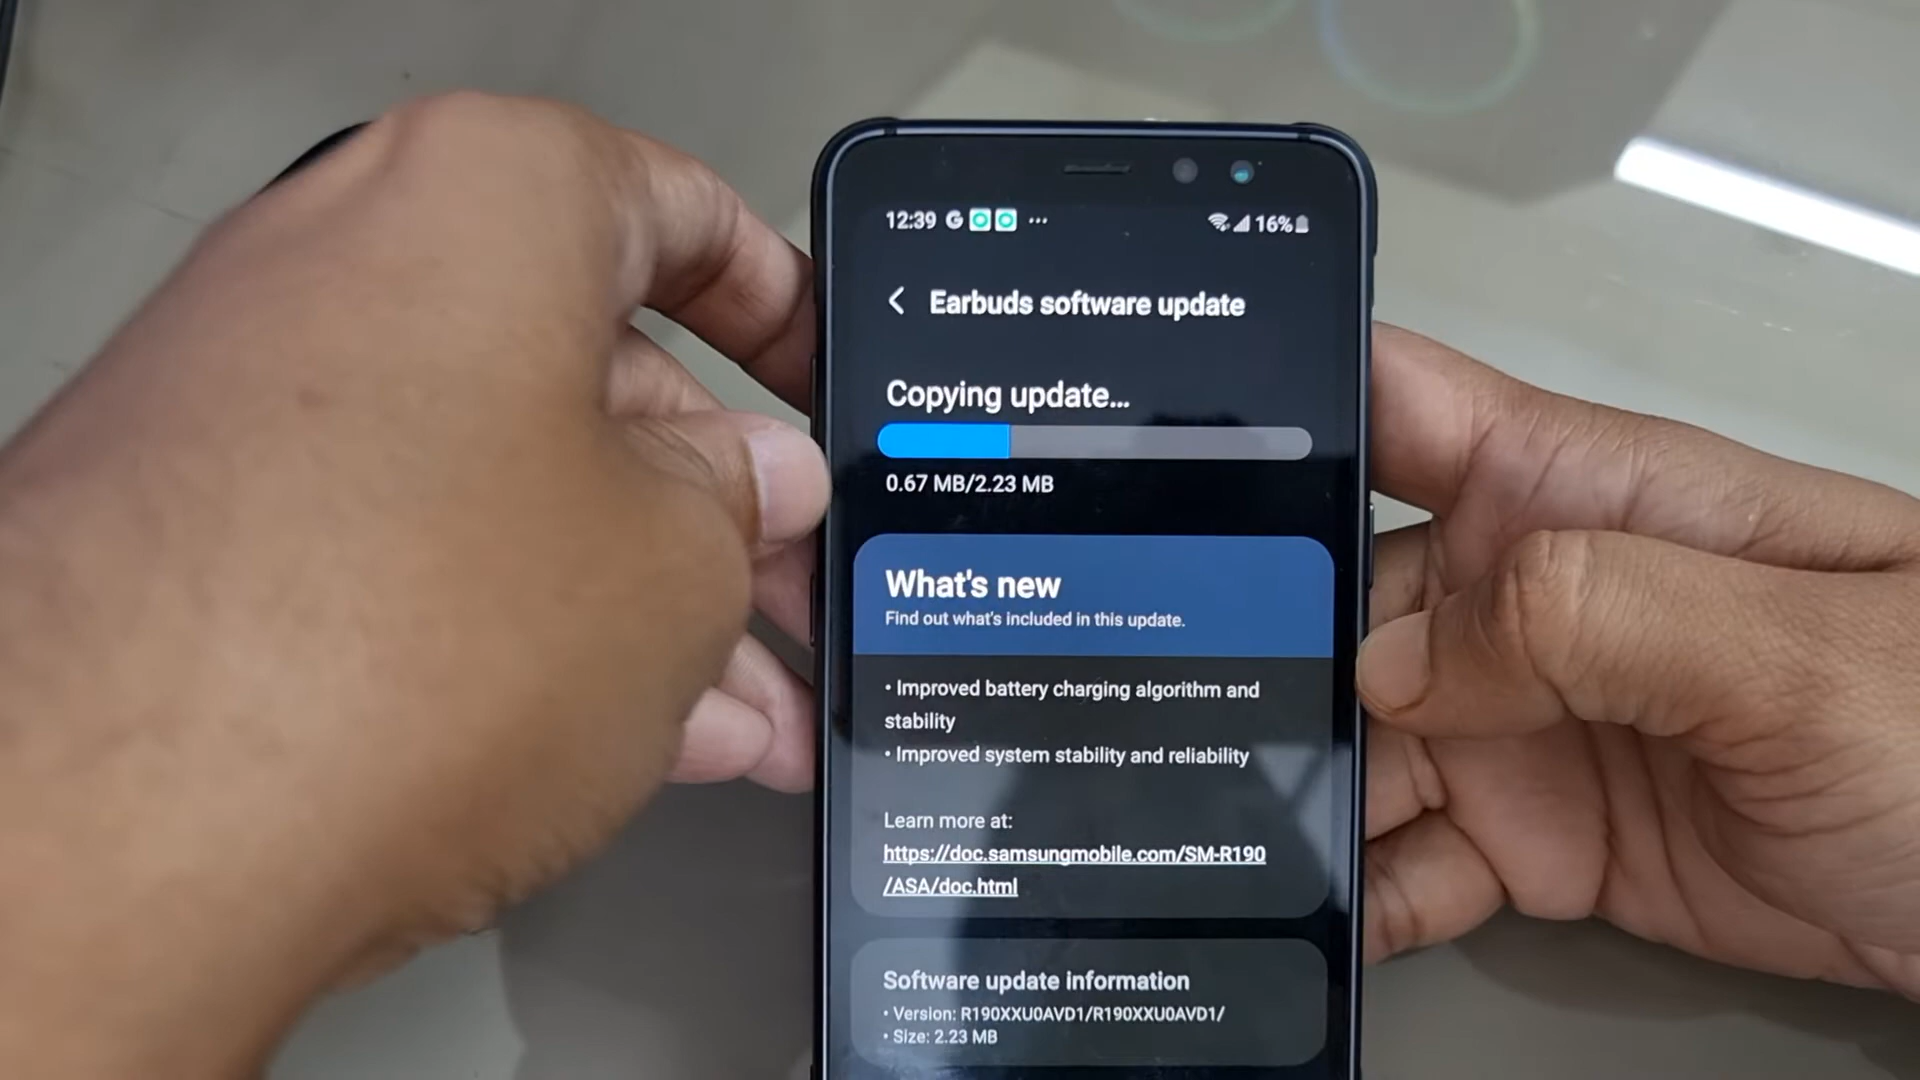 12:39 G ... 16%
Earbuds software update
Copying update...
0.67 MB/2.23 MB
What's new
Find out what's included in this update.
• Improved battery charging algorithm and
stability
• Improved system stability and reliability
Learn more at:
https://doc.samsungmobile.com/SM-R190
/ASA/doc.html
Software update information
• Version: R190XXU0AVD1/R190XXU0AVD1/
• Size: 2.23 MB